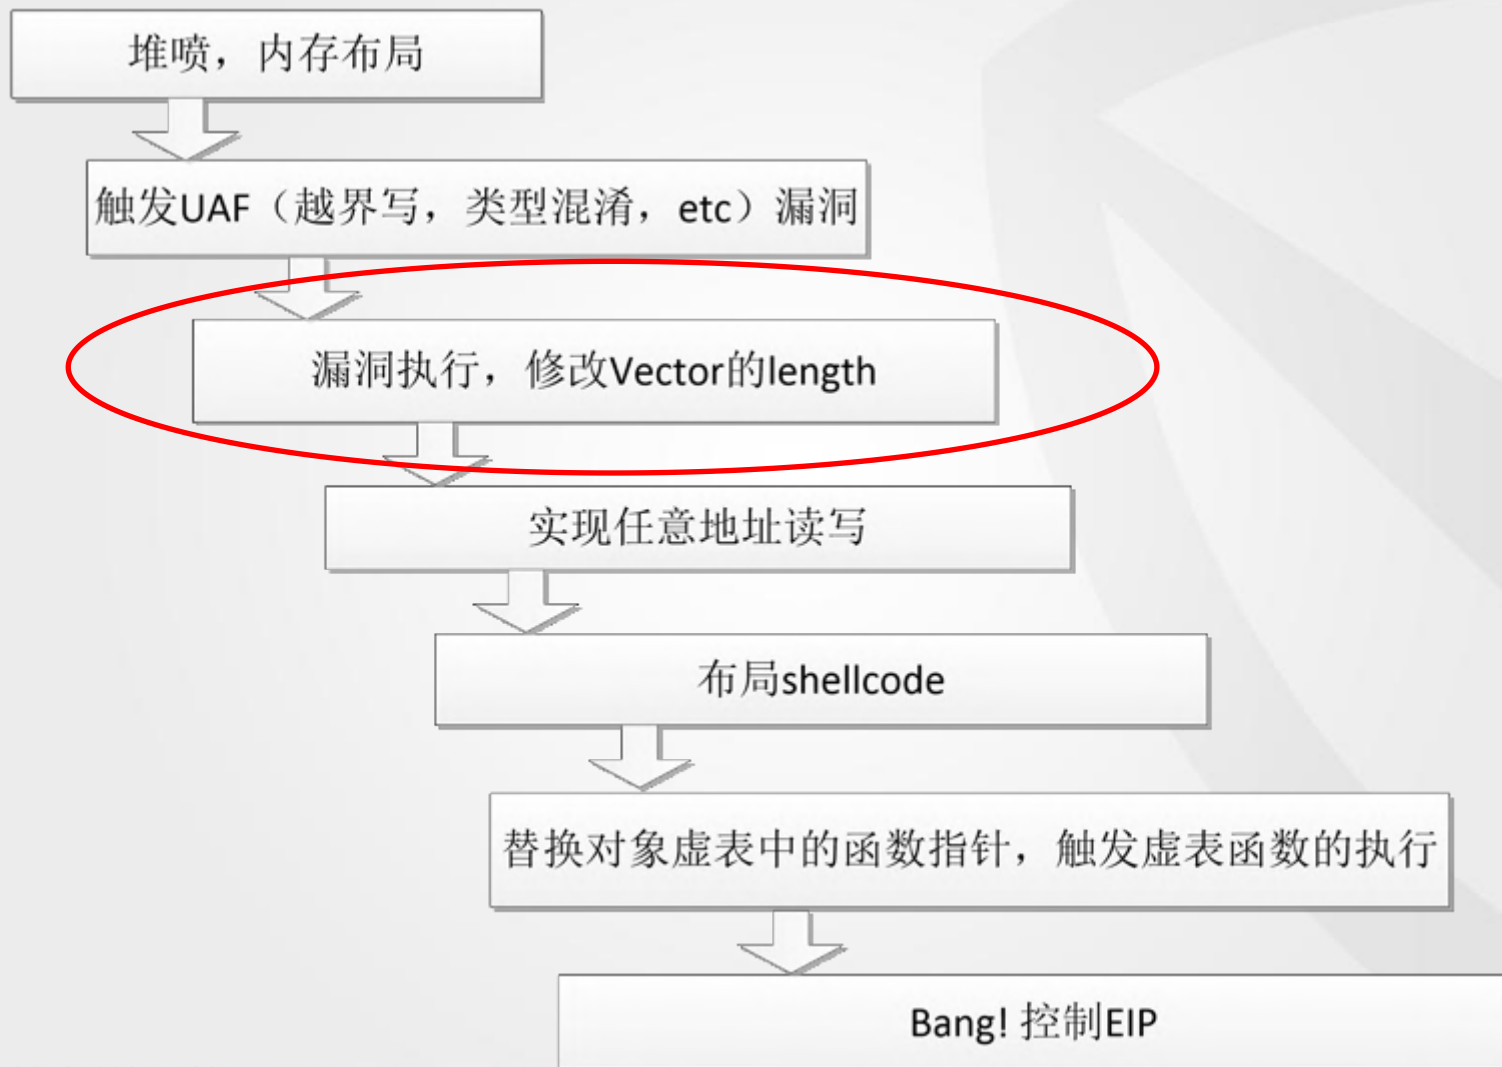 堆喷，内存布局
触发UAF（越界写，类型混淆，etc）漏洞
漏洞执行，修改Vector的length
实现任意地址读写
布局shellcode
替换对象虚表中的函数指针，触发虚表函数的执行
Bang! 控制EIP